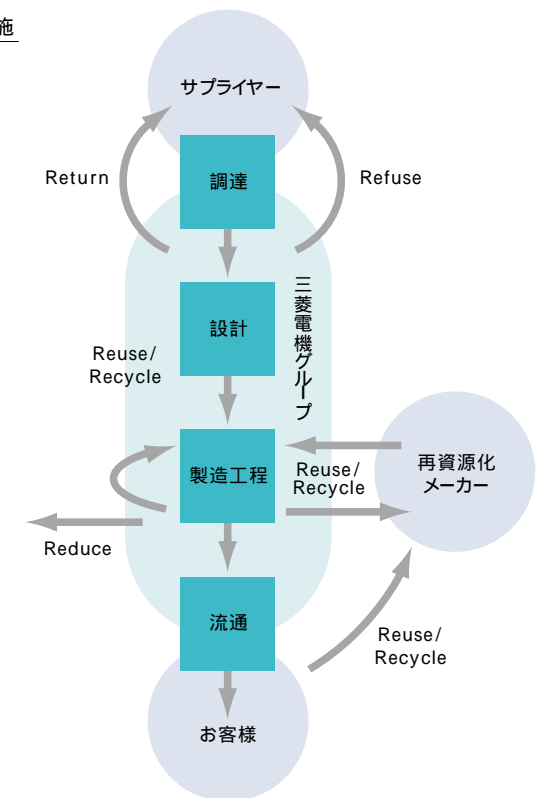 施
サプライヤー
Return
調達
Refuse
三菱電機グループ
設計
Reuse/
Recycle
製造工程
Reuse/
Recycle
再資源化
メーカー
Reduce
流通
Reuse/
Recycle
お客様